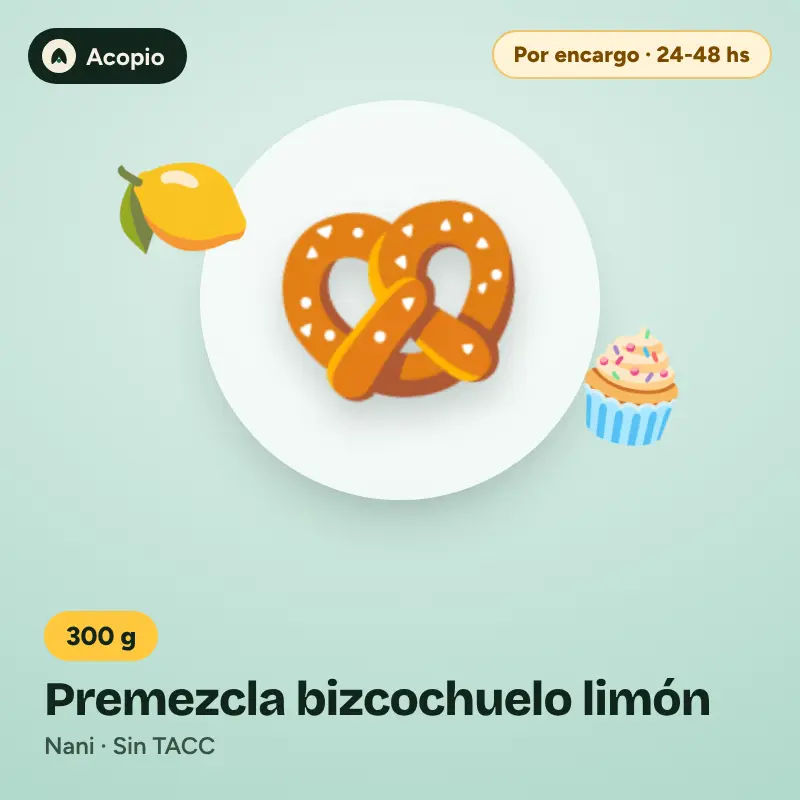 Acopio
Por encargo · 24-48 hs
300 g
Premezcla bizcochuelo limón
Nani · Sin TACC